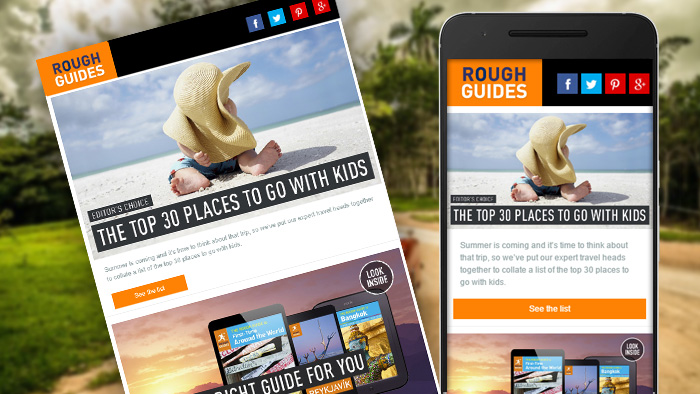 ROUGH
GUIDES
f
EDITOR'S CHOICE
THE TOP 30 PLACES TO GO WITH KIDS
Summer is coming and it's time to think about that trip, so we've put our expert travel heads together
to collate a list of the top 30 places to go with kids.
See the list
LOOK
INSIDE
First-Time
Around the World
Bangkok
REYKJAVÍK
RIGHT GUIDE FOR YOU
ROUGH
GUIDES
f
g+
EDITOR'S CHOICE
THE TOP 30 PLACES TO GO WITH KIDS
Summer is coming and it's time to think about
that trip, so we've put our expert travel heads
together to collate a list of the top 30 places to
go with kids.
See the list
LOOK
INSIDE
First-Time
Around the World
Bangkok